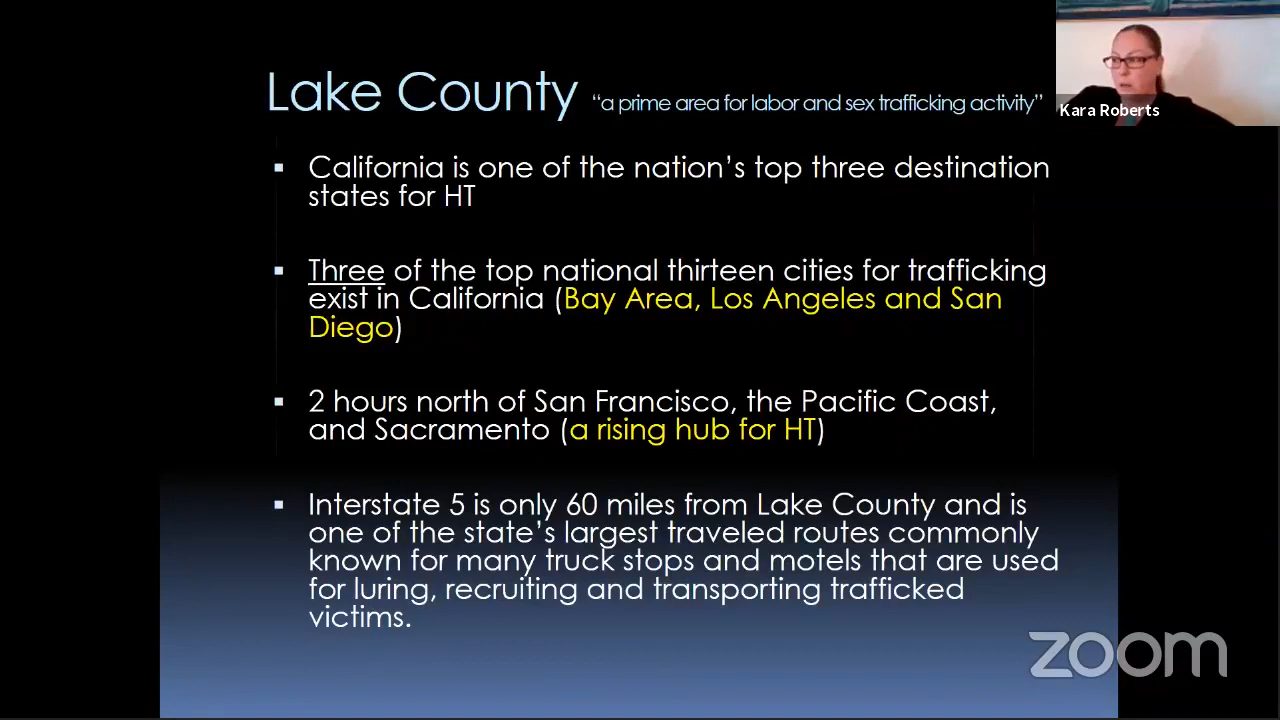 Lake County “a prime area for labor and sex trafficking activity”
Kara Roberts
▪ California is one of the nation’s top three destination
states for HT
▪ Three of the top national thirteen cities for trafficking
exist in California (Bay Area, Los Angeles and San
Diego)
▪ 2 hours north of San Francisco, the Pacific Coast,
and Sacramento (a rising hub for HT)
▪ Interstate 5 is only 60 miles from Lake County and is
one of the state’s largest traveled routes commonly
known for many truck stops and motels that are used
for luring, recruiting and transporting trafficked
victims.
zoom